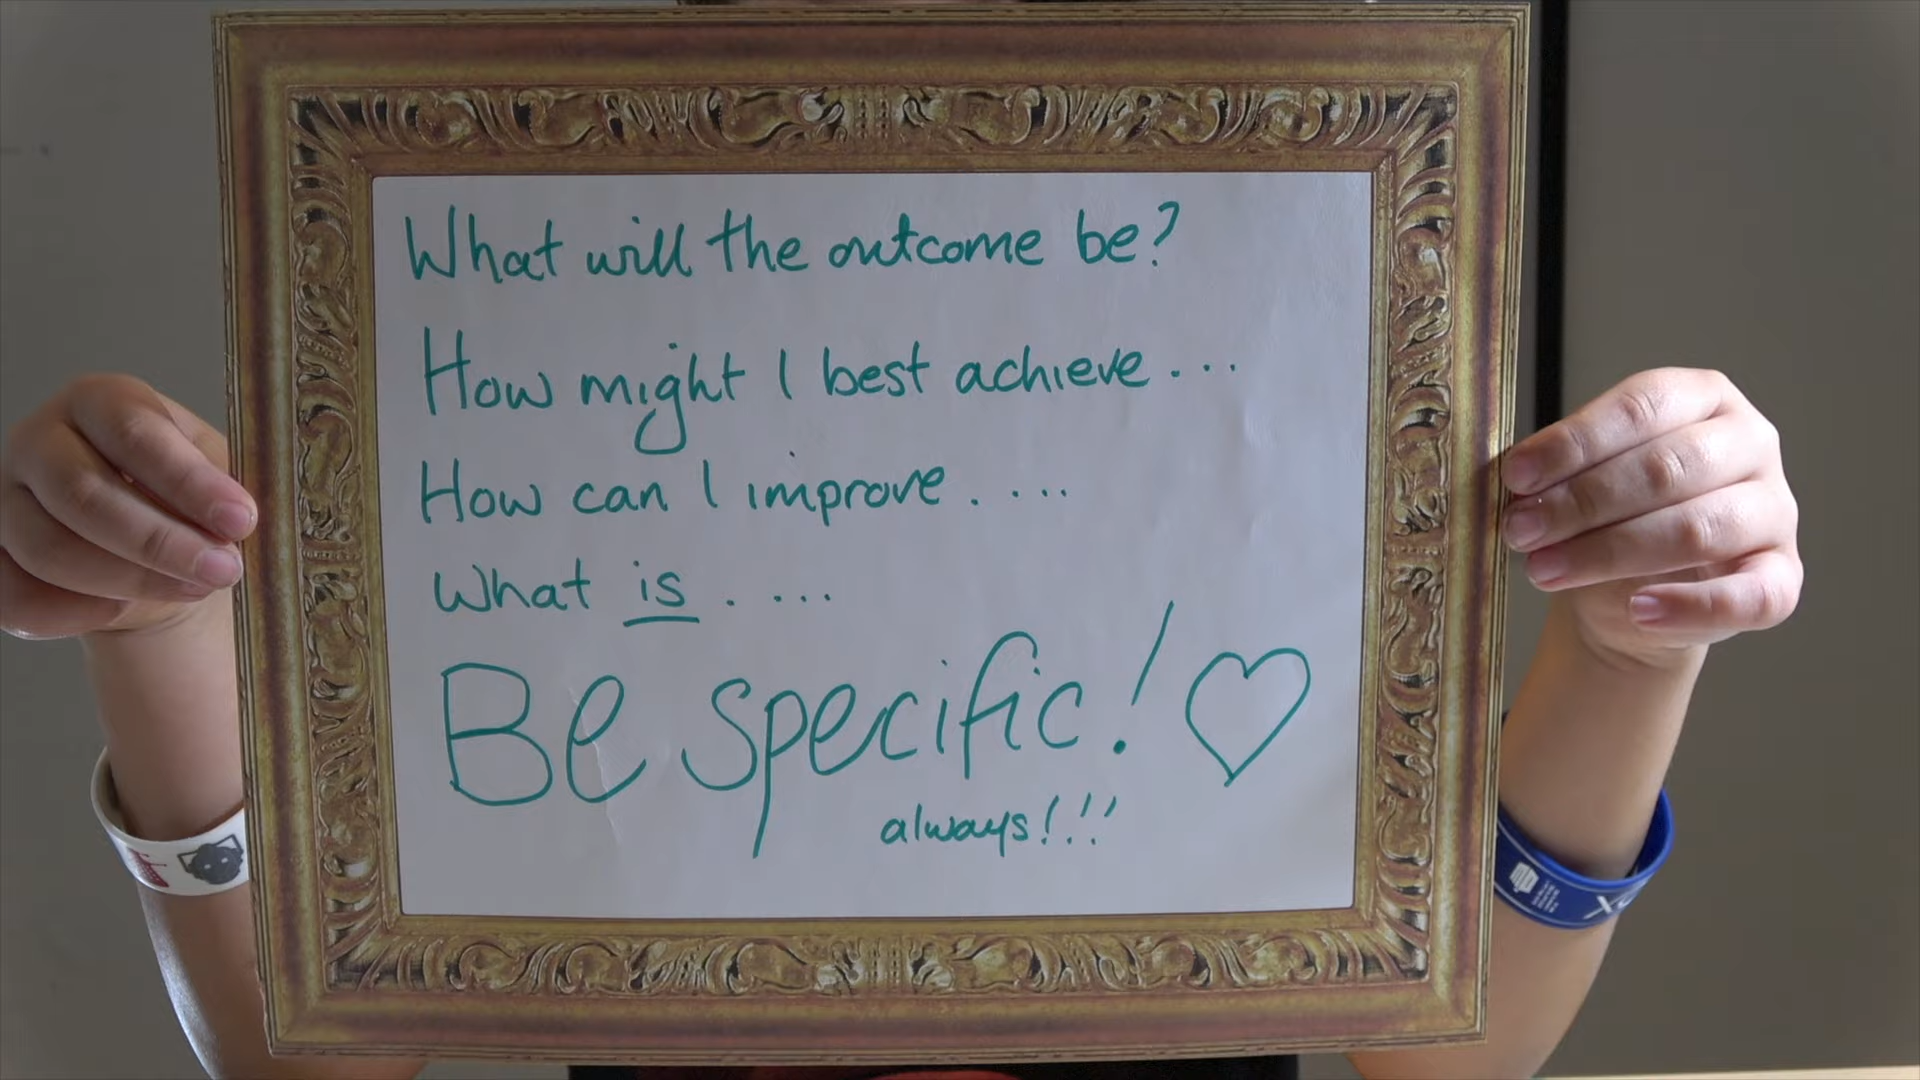 What will the outcome be?
How might I best achieve...
How can I improve....
What is....
Be specific! ♡
always!!!